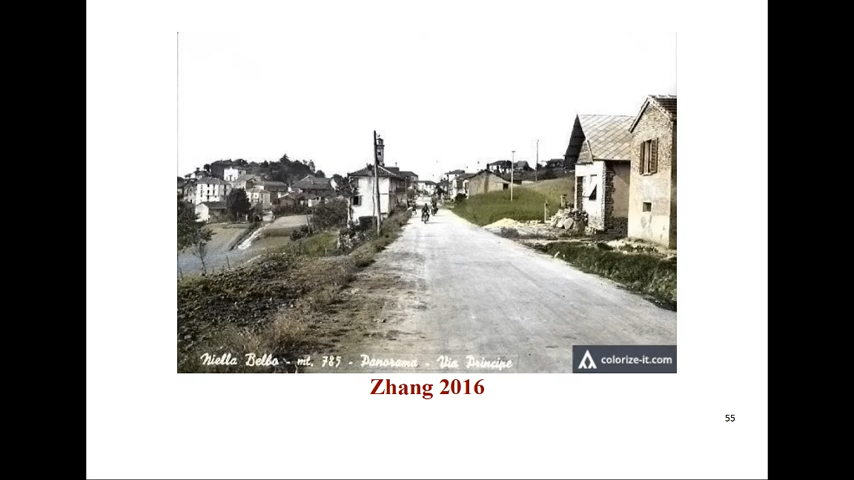 Niella Belbo - mt. 785 - Panorama - Via Principe
colorize-it.com
Zhang 2016
55